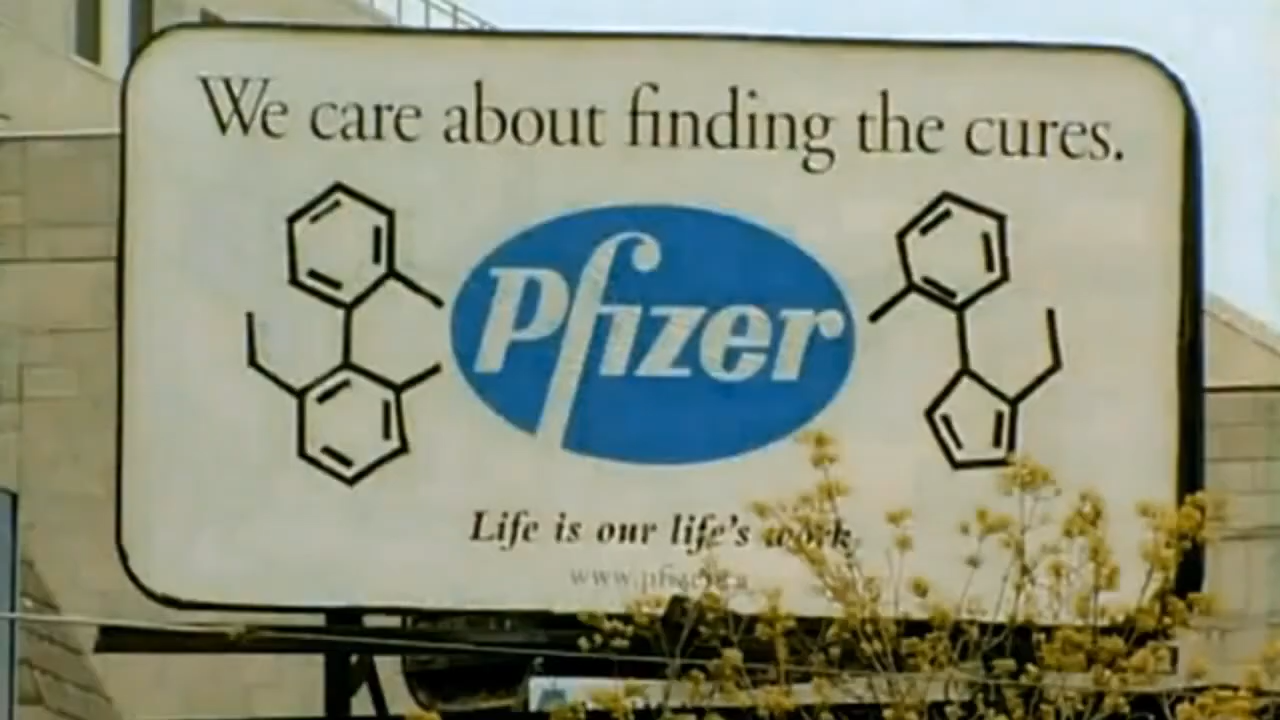 We care about finding the cures.
Pfizer
Life is our life's work